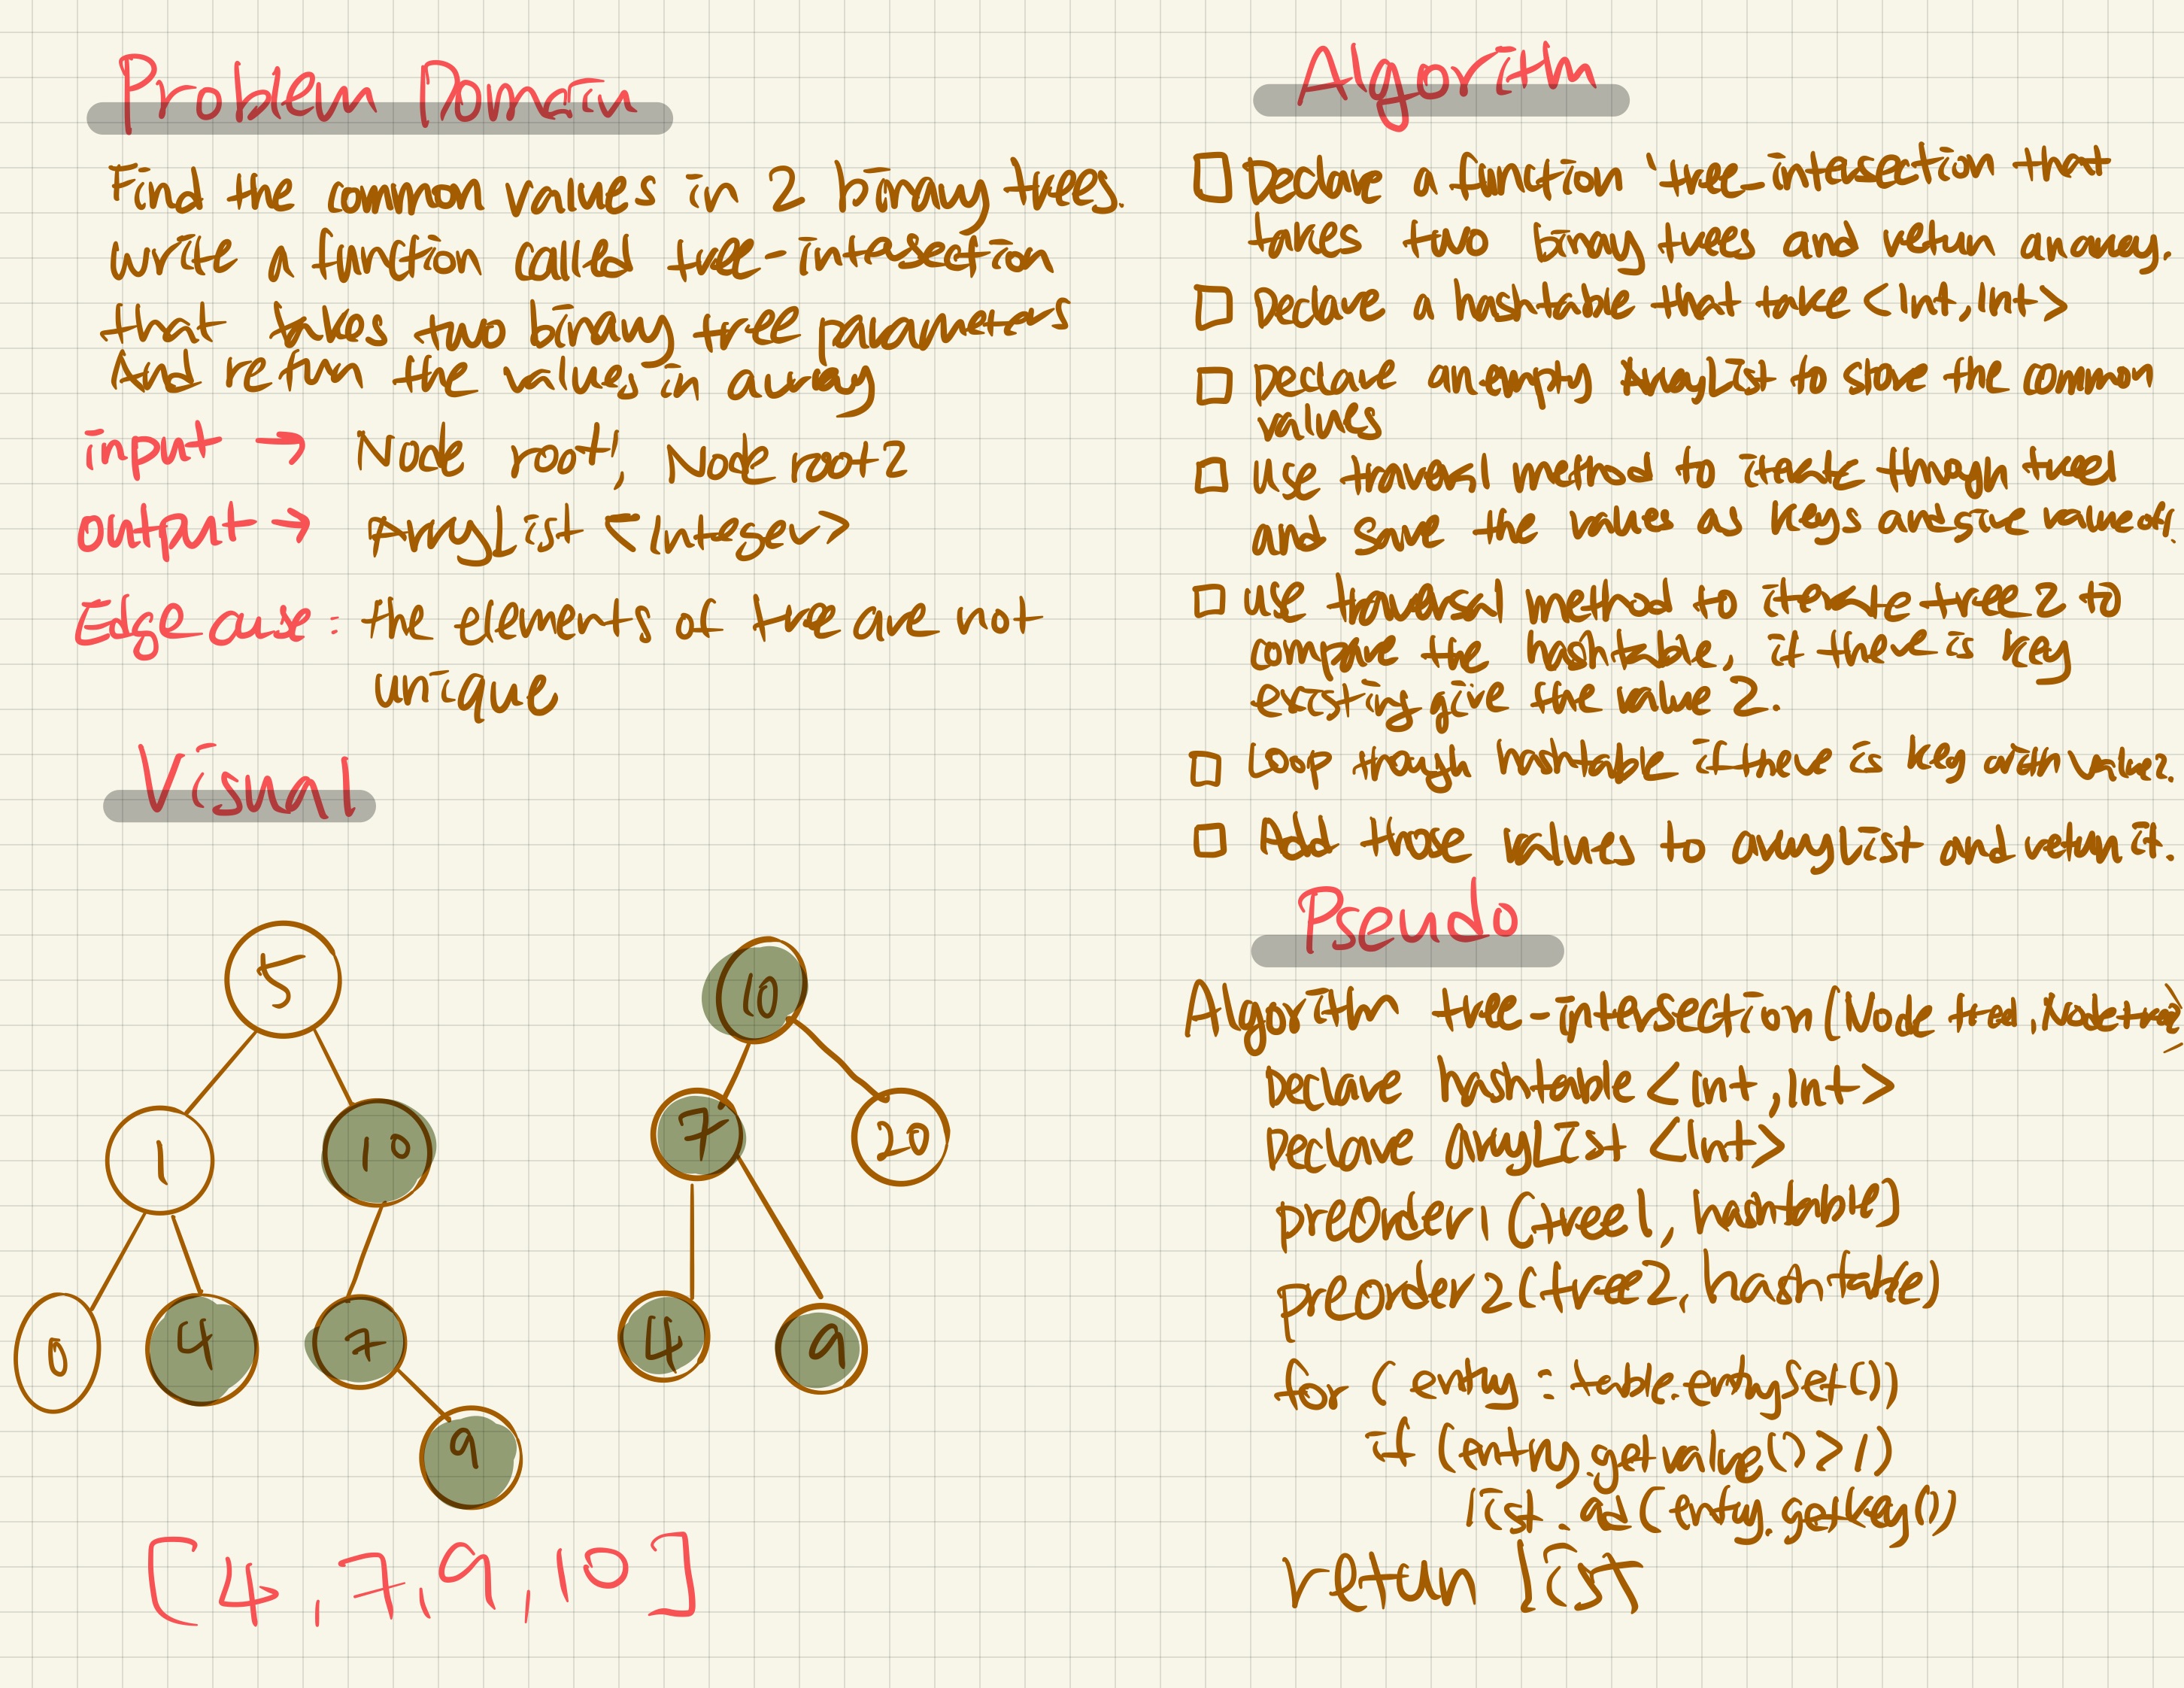 Problem Domain
Find the common values in 2 binary trees.
write a function called tree-intersection
that takes two binary tree parameters
And return the values in array
input → Node root1, Node root2
output → ArryList <Integer>
Edge case: the elements of tree are not
unique
Visual
5
1
10
0
4
7
9
10
7
20
4
9
[4,7,9,10]
Algorithm
Declare a function tree-intersection that
takes two binary trees and return an array.
Declare a hashtable that take <Int,Int>
Declare an empty ArrayList to store the common
values
use traversal method to iterate through tree1
and save the values as keys and give value of 1.
use traversal method to iterate tree2 to
compare the hashtable, if there is key
existing give the value 2.
Loop through hashtable if there is key with value 2.
Add those values to arrayList and return it.
Pseudo
Algorithm tree-intersection(Node tree1, Node tree2)
Declare hashtable <Int,Int>
Declare ArrayList <Int>
preorder1 (tree1, hashtable)
preorder2(tree2, hashtable)
for (entry : table.entrySet())
if (entry.getvalue()>1)
list.add(entry.getkey())
return list